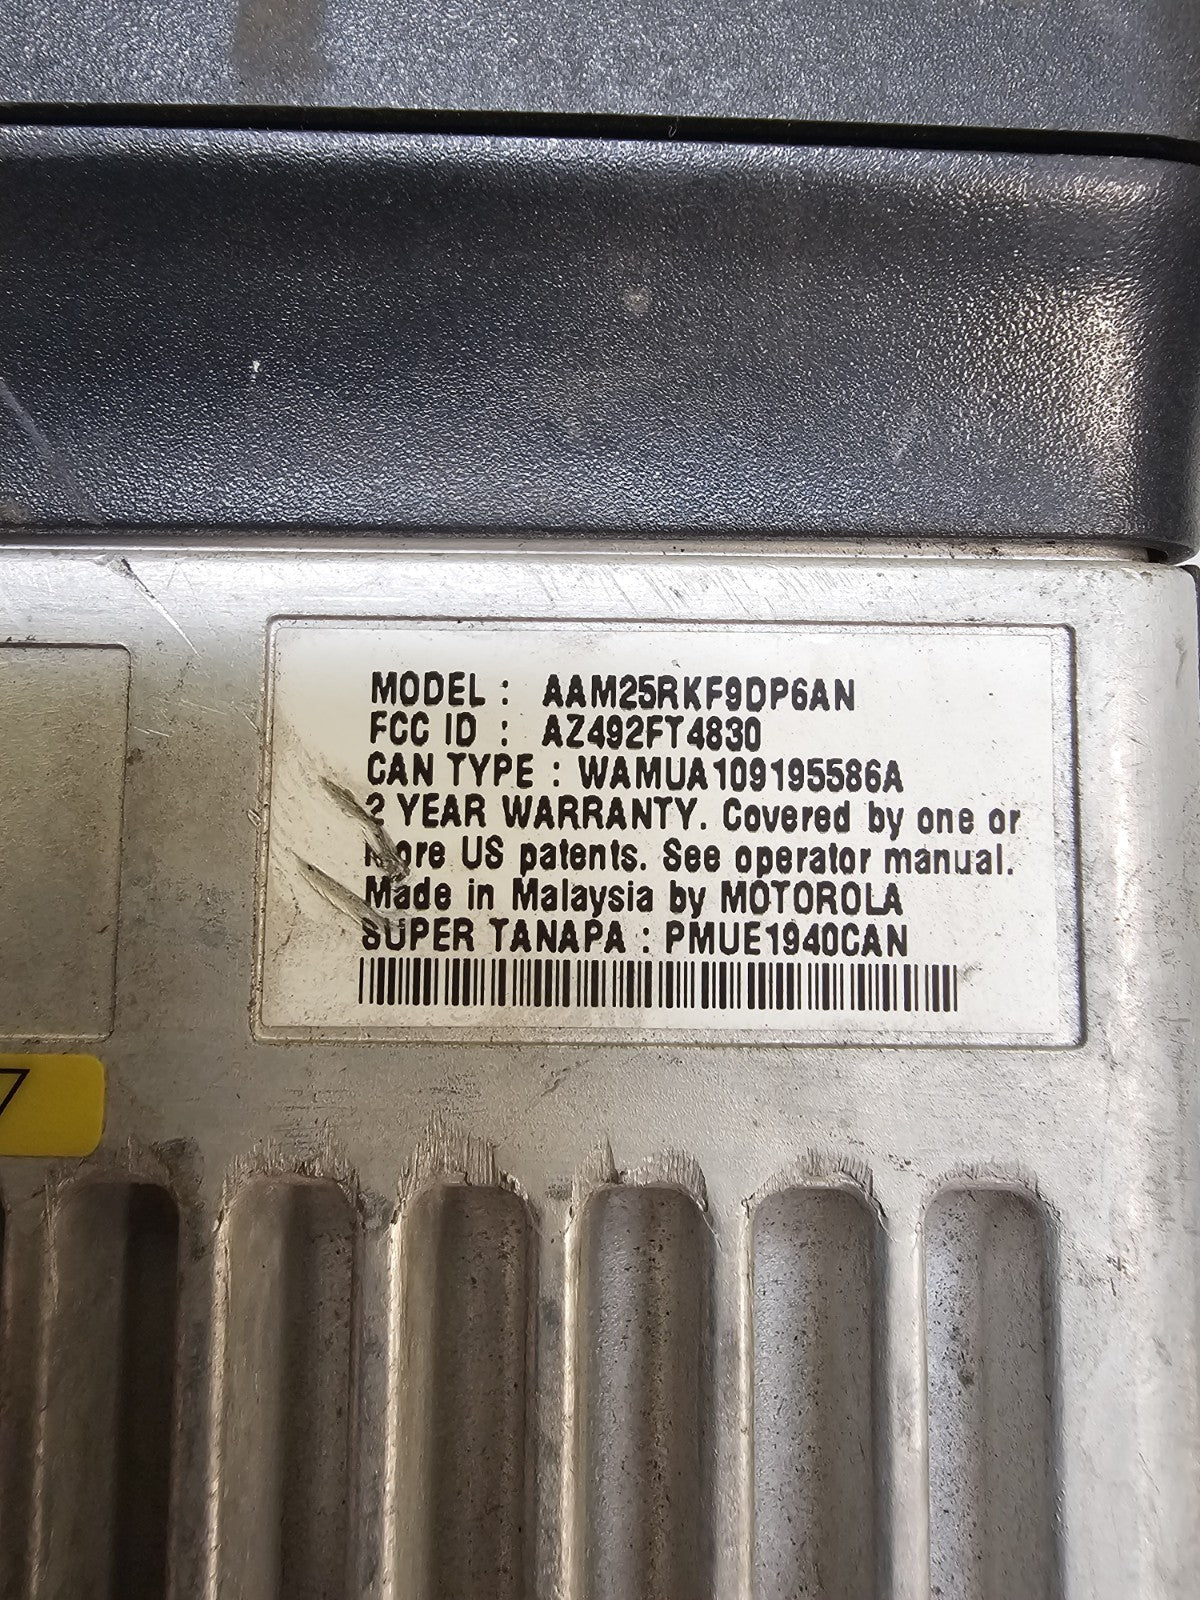 MODEL : AAM25RKF9DP6AN
FCC ID : AZ492FT4830
CAN TYPE : WAMUA109195586A
2 YEAR WARRANTY. Covered by one or
more US patents. See operator manual.
Made in Malaysia by MOTOROLA
SUPER TANAPA : PMUE1940CAN